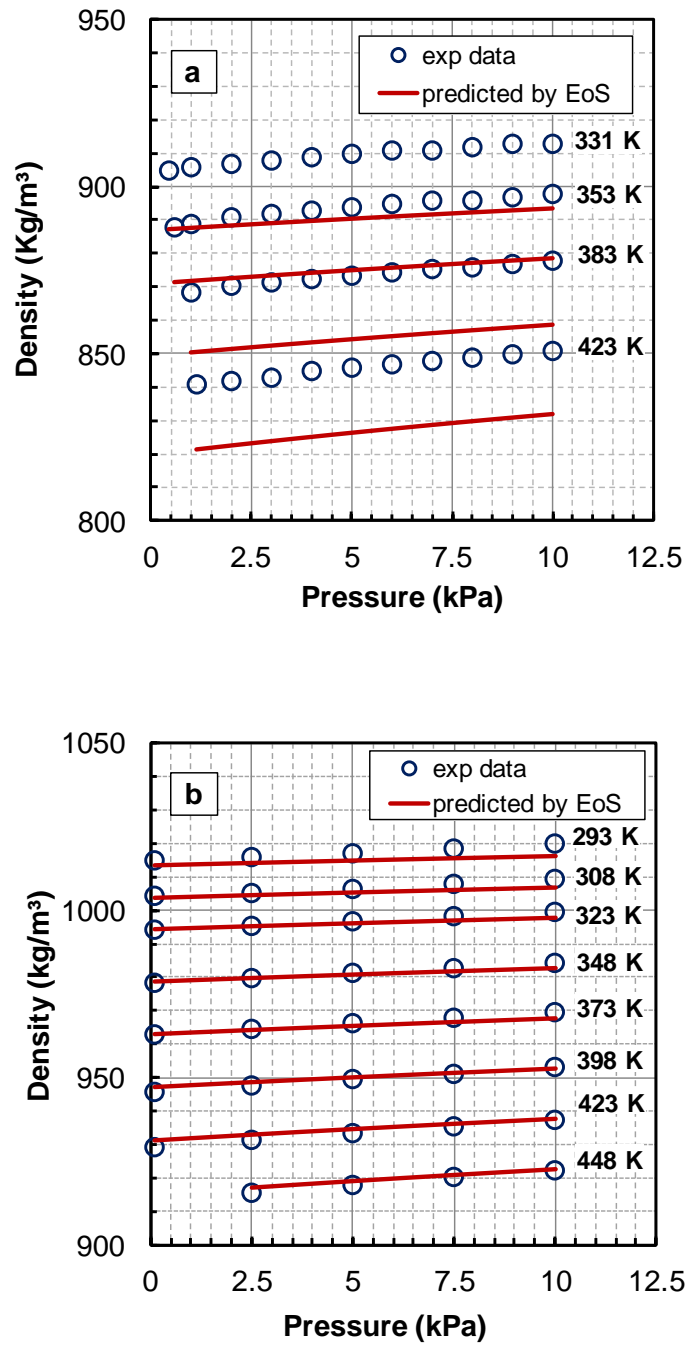 950
a
exp data
predicted by EoS
331 K
900
353 K
383 K
Density (Kg/m³)
850
423 K
800
0 2.5 5 7.5 10 12.5
Pressure (kPa)
1050
b
exp data
predicted by EoS
293 K
308 K
1000
323 K
348 K
Density (kg/m³)
373 K
950
398 K
423 K
448 K
900
0 2.5 5 7.5 10 12.5
Pressure (kPa)